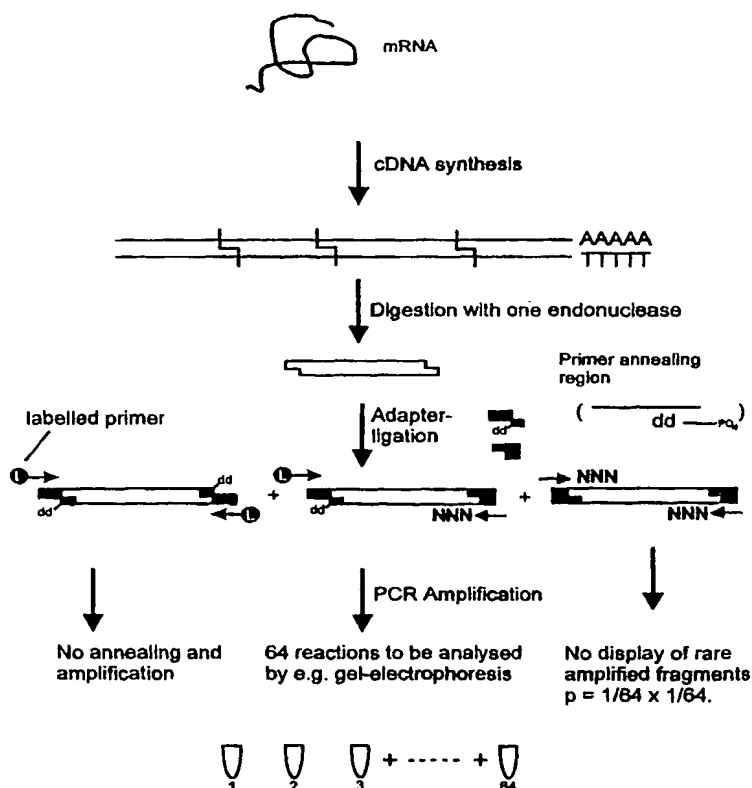 mRNA
cDNA synthesis
AAAAA
TTTTT
Digestion with one endonuclease
Primer annealing
region
labelled primer
Adapter-
ligation
dd
( dd PO₄ )
L
dd
dd
L
+
L
dd
NNN
+
NNN
NNN
PCR Amplification
No annealing and
amplification
64 reactions to be analysed
by e.g. gel-electrophoresis
No display of rare
amplified fragments
p = 1/64 x 1/64.
+ ----- +
1 2 3 64